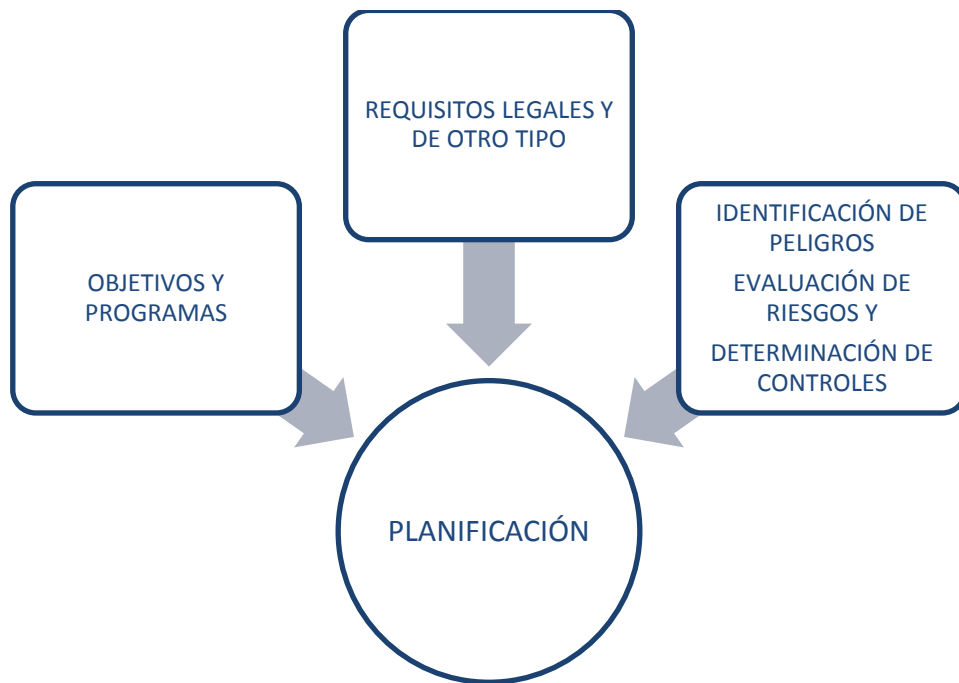 REQUISITOS LEGALES Y
DE OTRO TIPO
OBJETIVOS Y
PROGRAMAS
IDENTIFICACIÓN DE
PELIGROS
EVALUACIÓN DE
RIESGOS Y
DETERMINACIÓN DE
CONTROLES
PLANIFICACIÓN